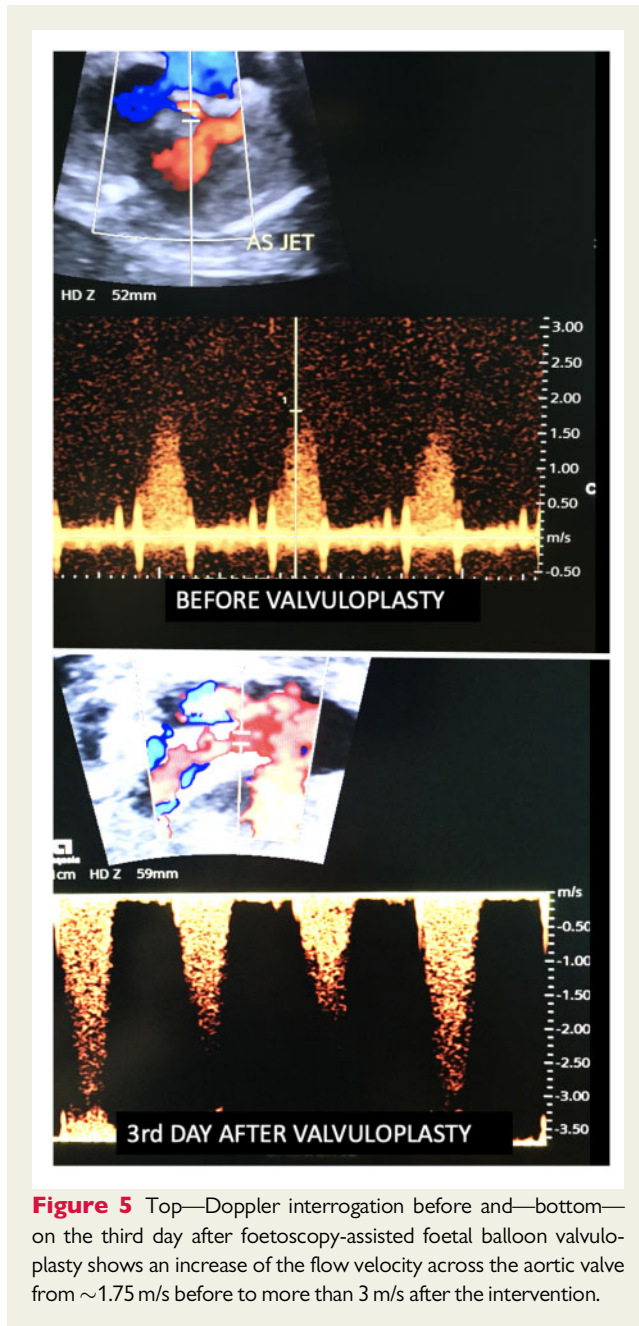 AS JET
HD Z 52mm
3.00
2.50
2.00
1
1.50
1.00
C
0.50
m/s
-0.50
BEFORE VALVULOPLASTY
cm HD Z 59mm
m/s
-0.50
-1.00
-1.50
-2.00
-2.50
-3.00
-3.50
3rd DAY AFTER VALVULOPLASTY
Figure 5 Top—Doppler interrogation before and—bottom—
on the third day after foetoscopy-assisted foetal balloon valvulo-
plasty shows an increase of the flow velocity across the aortic valve
from ~1.75 m/s before to more than 3 m/s after the intervention.